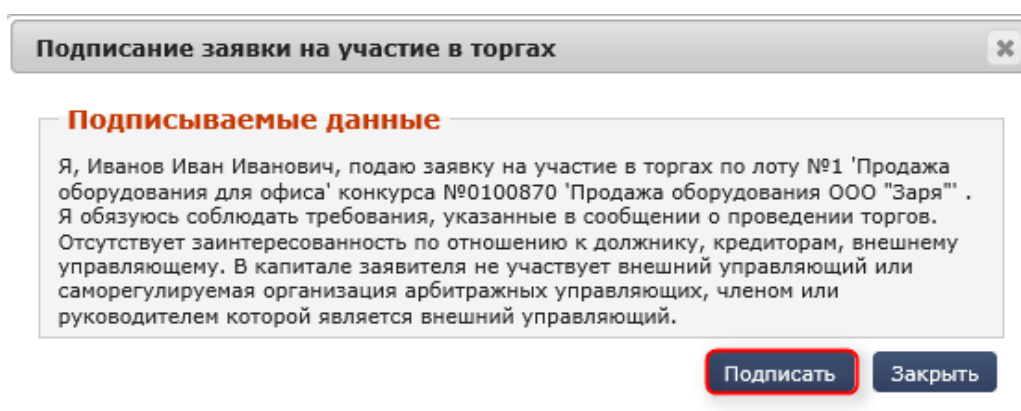 Подписание заявки на участие в торгах
Подписываемые данные
Я, Иванов Иван Иванович, подаю заявку на участие в торгах по лоту №1 'Продажа
оборудования для офиса' конкурса №0100870 'Продажа оборудования ООО "Заря"' .
Я обязуюсь соблюдать требования, указанные в сообщении о проведении торгов.
Отсутствует заинтересованность по отношению к должнику, кредиторам, внешнему
управляющему. В капитале заявителя не участвует внешний управляющий или
саморегулируемая организация арбитражных управляющих, членом или
руководителем которой является внешний управляющий.
Подписать Закрыть